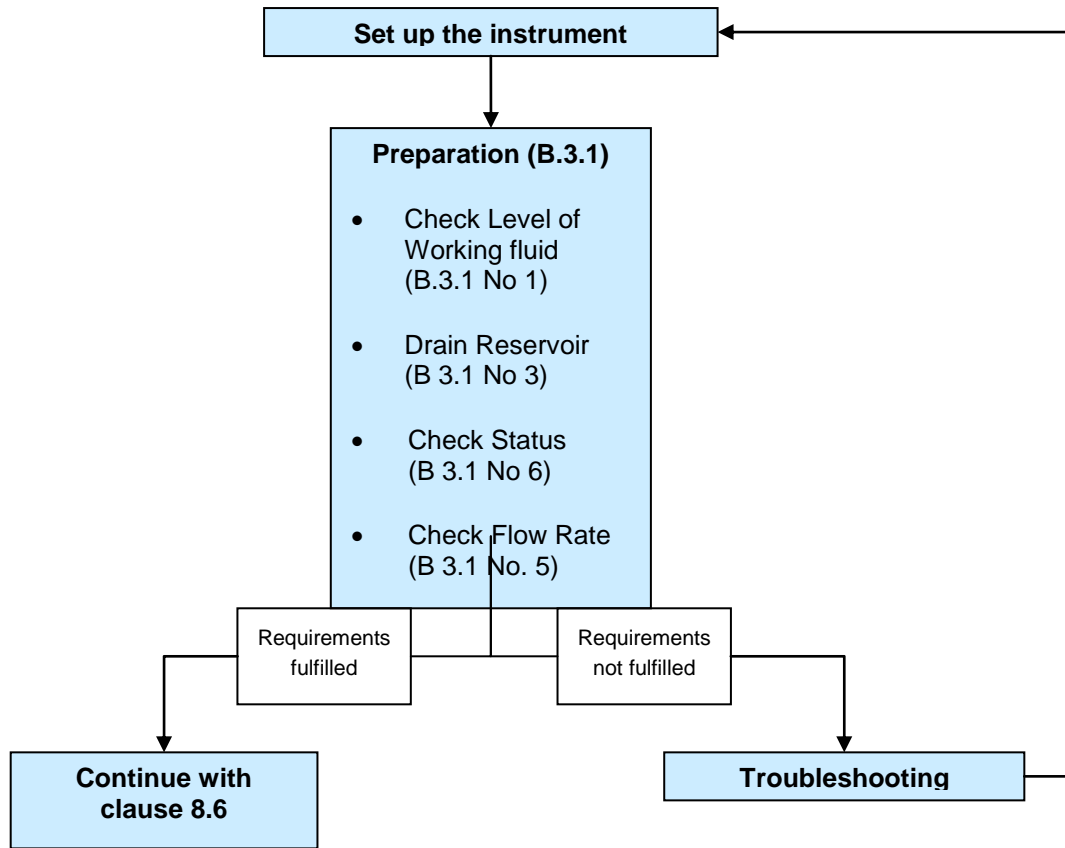 Set up the instrument
Preparation (B.3.1)
• Check Level of
Working fluid
(B.3.1 No 1)
• Drain Reservoir
(B 3.1 No 3)
• Check Status
(B 3.1 No 6)
• Check Flow Rate
(B 3.1 No. 5)
Requirements
fulfilled
Requirements
not fulfilled
Continue with
clause 8.6
Troubleshooting